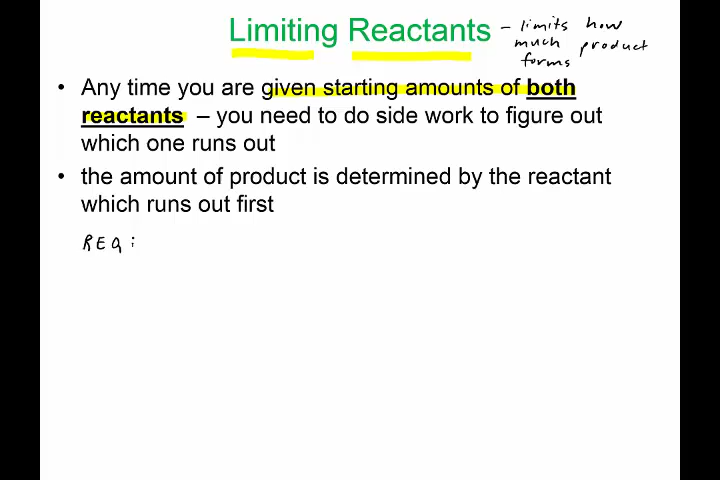 Limiting Reactants – limits how
much product
forms
• Any time you are given starting amounts of both
reactants – you need to do side work to figure out
which one runs out
• the amount of product is determined by the reactant
which runs out first
REQ: